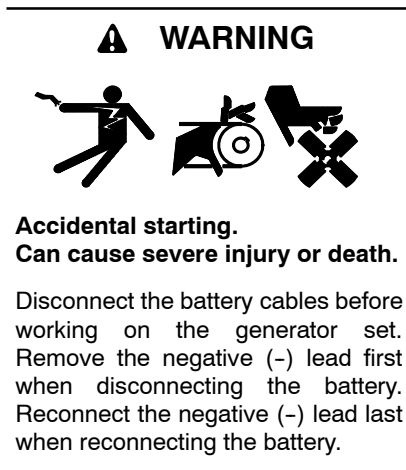 WARNING
Accidental starting.
Can cause severe injury or death.
Disconnect the battery cables before
working on the generator set.
Remove the negative (–) lead first
when disconnecting the battery.
Reconnect the negative (–) lead last
when reconnecting the battery.